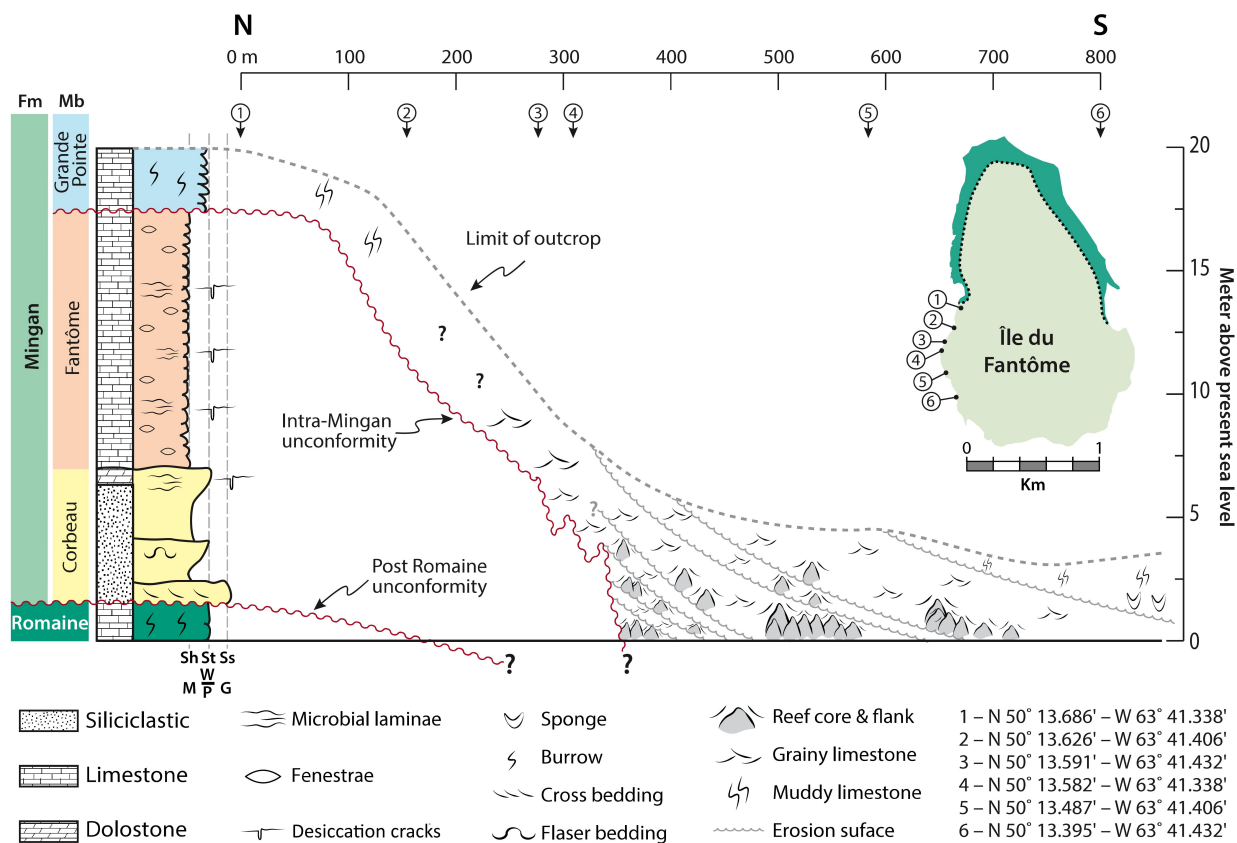 N
S
0 m 100 200 300 400 500 600 700 800
Fm Mb
1 2 3 4 5 6
Mingan
Romaine
Grande
Pointe
Fantôme
Corbeau
Limit of outcrop
Intra-Mingan
unconformity
Post Romaine
unconformity
?
?
?
?
?
Sh St Ss
W
M P G
1
2
3
4
5
6
Île du
Fantôme
0 1
Km
20
15
10
5
0
Meter above present sea level
Siliciclastic
Limestone
Dolostone
Microbial laminae
Fenestrae
Desiccation cracks
Sponge
Burrow
Cross bedding
Flaser bedding
Reef core & flank
Grainy limestone
Muddy limestone
Erosion suface
1 – N 50° 13.686' – W 63° 41.338'
2 – N 50° 13.626' – W 63° 41.406'
3 – N 50° 13.591' – W 63° 41.432'
4 – N 50° 13.582' – W 63° 41.338'
5 – N 50° 13.487' – W 63° 41.406'
6 – N 50° 13.395' – W 63° 41.432'